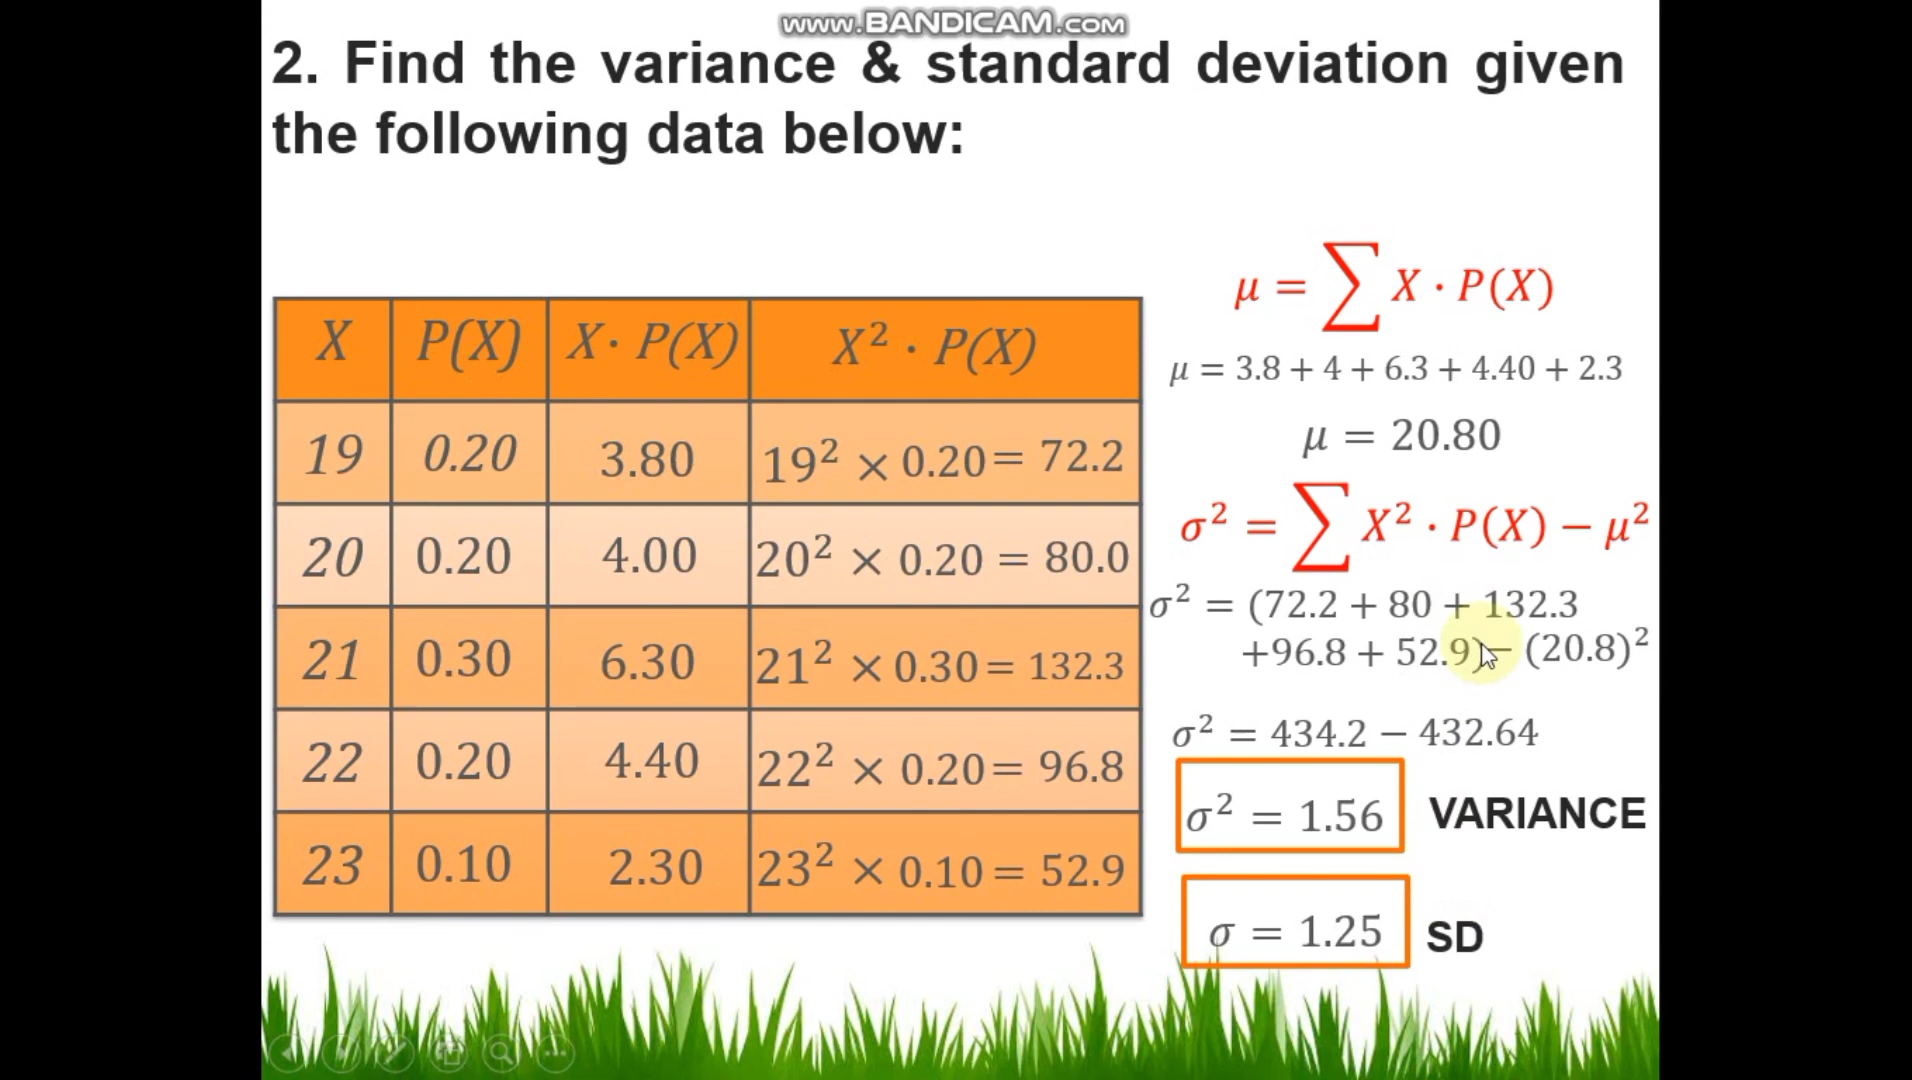 www.BANDICAM.com
2. Find the variance & standard deviation given
the following data below:
X P(X) X· P(X) X² · P(X)
19 0.20 3.80 19² × 0.20 = 72.2
20 0.20 4.00 20² × 0.20 = 80.0
21 0.30 6.30 21² × 0.30 = 132.3
22 0.20 4.40 22² × 0.20 = 96.8
23 0.10 2.30 23² × 0.10 = 52.9
μ = ∑ X · P(X)
μ = 3.8 + 4 + 6.3 + 4.40 + 2.3
μ = 20.80
σ² = ∑ X² · P(X) − μ²
σ² = (72.2 + 80 + 132.3
+96.8 + 52.9) − (20.8)²
σ² = 434.2 − 432.64
σ² = 1.56 VARIANCE
σ = 1.25 SD